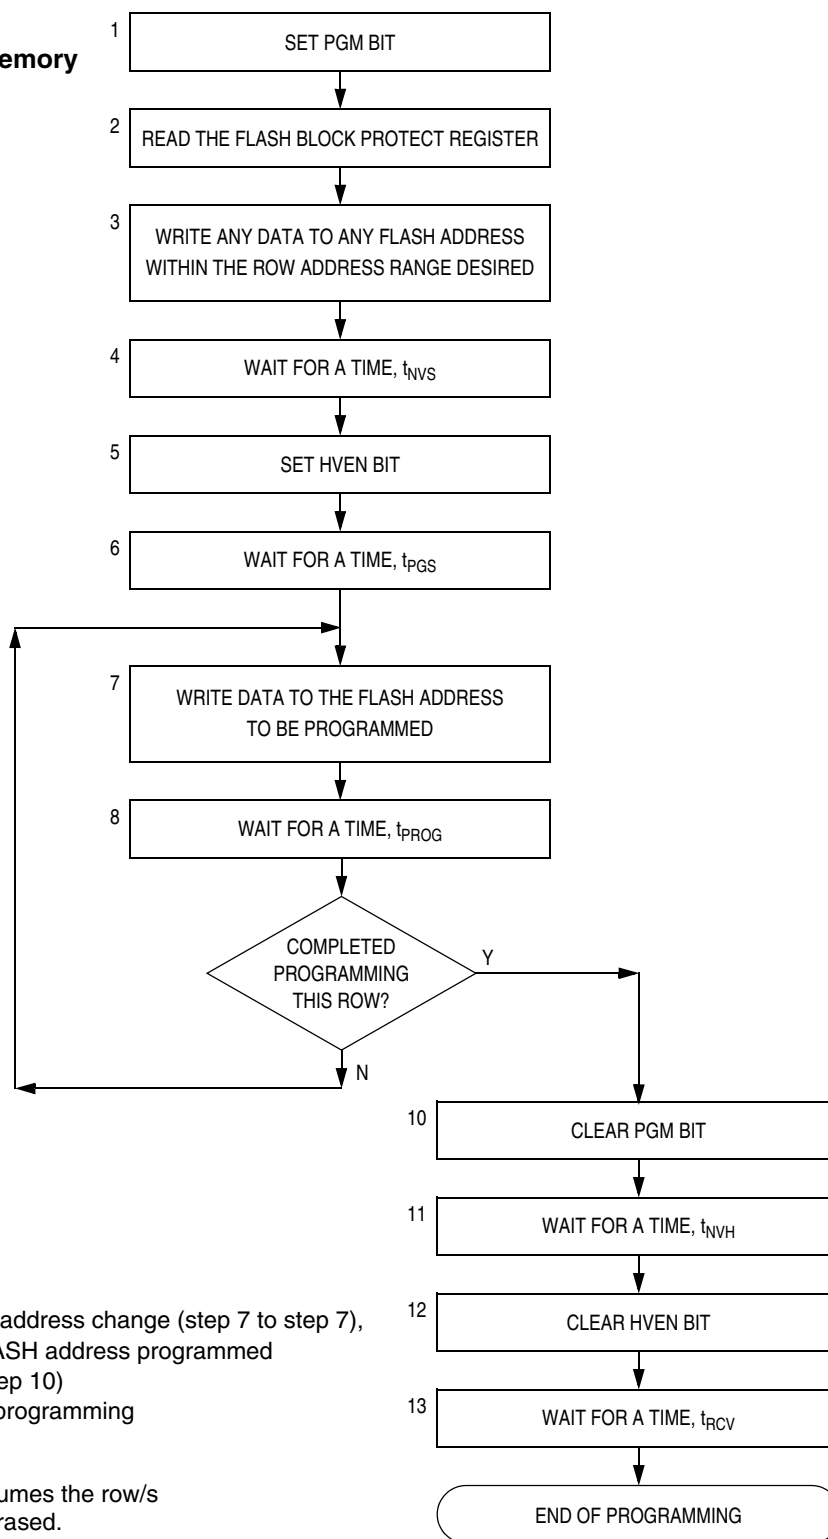 1
SET PGM BIT
emory
2
READ THE FLASH BLOCK PROTECT REGISTER
3
WRITE ANY DATA TO ANY FLASH ADDRESS
WITHIN THE ROW ADDRESS RANGE DESIRED
4
WAIT FOR A TIME, tNVS
5
SET HVEN BIT
6
WAIT FOR A TIME, tPGS
7
WRITE DATA TO THE FLASH ADDRESS
TO BE PROGRAMMED
8
WAIT FOR A TIME, tPROG
COMPLETED
PROGRAMMING
THIS ROW?
Y
N
10
CLEAR PGM BIT
11
WAIT FOR A TIME, tNVH
12
CLEAR HVEN BIT
13
WAIT FOR A TIME, tRCV
END OF PROGRAMMING
address change (step 7 to step 7),
ASH address programmed
ep 10)
programming
umes the row/s
rased.